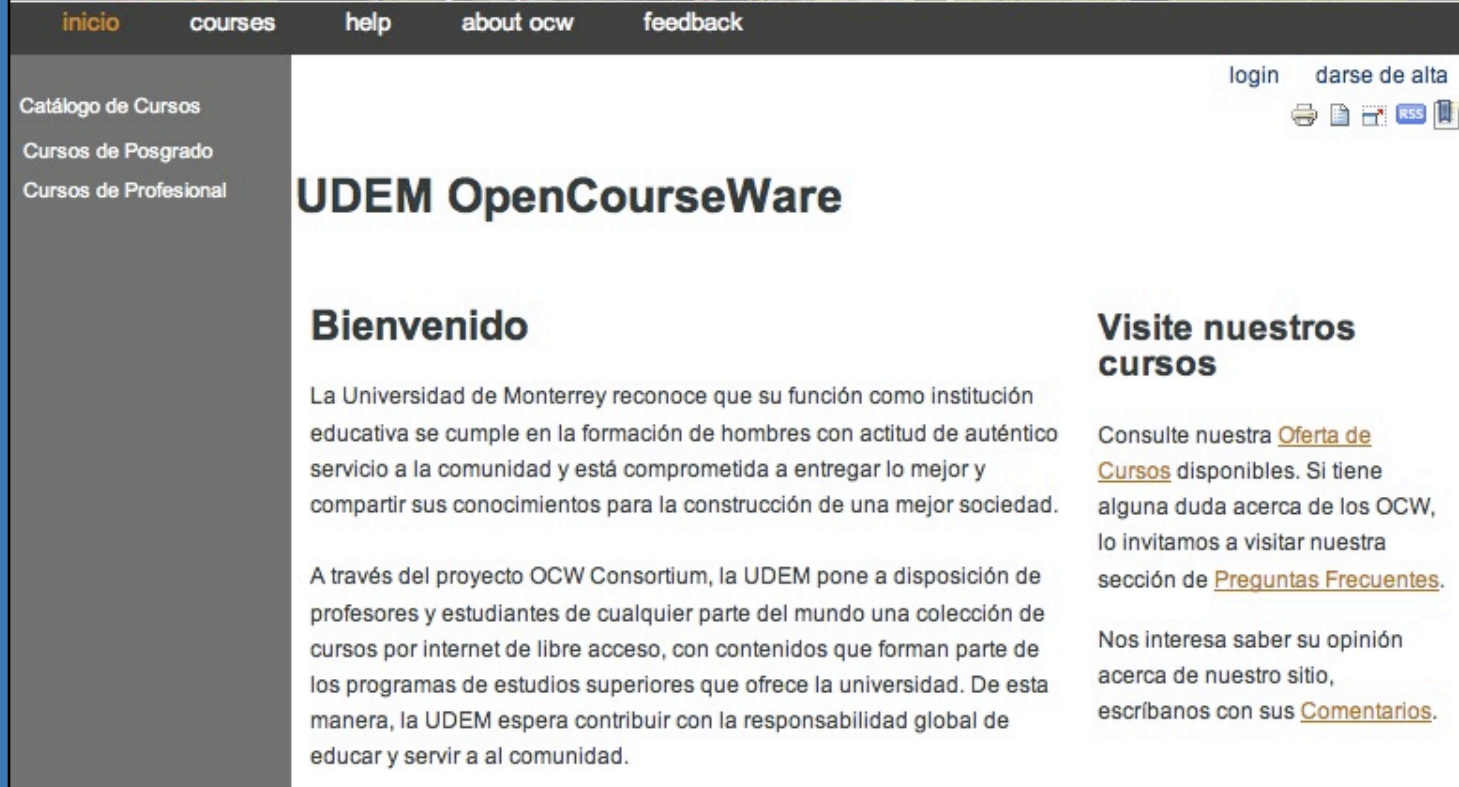 inicio courses help about ocw feedback
login darse de alta
RSS
Catálogo de Cursos
Cursos de Posgrado
Cursos de Profesional
UDEM OpenCourseWare
Bienvenido
La Universidad de Monterrey reconoce que su función como institución
educativa se cumple en la formación de hombres con actitud de auténtico
servicio a la comunidad y está comprometida a entregar lo mejor y
compartir sus conocimientos para la construcción de una mejor sociedad.
A través del proyecto OCW Consortium, la UDEM pone a disposición de
profesores y estudiantes de cualquier parte del mundo una colección de
cursos por internet de libre acceso, con contenidos que forman parte de
los programas de estudios superiores que ofrece la universidad. De esta
manera, la UDEM espera contribuir con la responsabilidad global de
educar y servir a al comunidad.
Visite nuestros
cursos
Consulte nuestra Oferta de
Cursos disponibles. Si tiene
alguna duda acerca de los OCW,
lo invitamos a visitar nuestra
sección de Preguntas Frecuentes.
Nos interesa saber su opinión
acerca de nuestro sitio,
escríbanos con sus Comentarios.